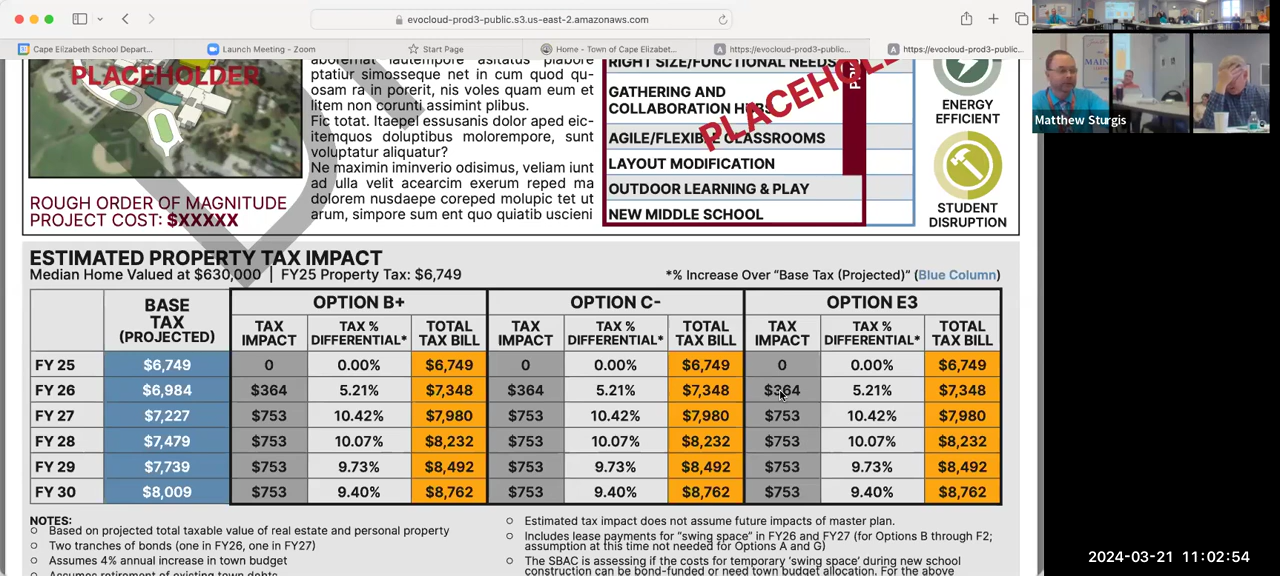 evocloud-prod3-public.s3.us-east-2.amazonaws.com
Cape Elizabeth School Depart...
Launch Meeting - Zoom
Start Page
Home - Town of Cape Elizabet...
https://evocloud-prod3-public...
https://evocloud-prod3-public...
PLACEHOLDER
ROUGH ORDER OF MAGNITUDE
PROJECT COST: $XXXXX
aboremat lautempore asitatus plabore
ptatiur simosseque net in cum quod qu-
osam ra in porerit, nis voles quam eum et
litem non corunti assimint plibus.
Fic totat. Itaepel essusanis dolor aped eic-
itemquos doluptibus molorempore, sunt
voluptatur aliquatur?
Ne maximin iminverio odisimus, veliam iunt
ad ulla velit acearcim exerum reped ma
dolorem nusdaepe coreped molupic tet ut
arum, simpore sum ent quo quiatib uscieni
RIGHT SIZE/FUNCTIONAL NEEDS
GATHERING AND
COLLABORATION HUBS
AGILE/FLEXIBLE CLASSROOMS
LAYOUT MODIFICATION
OUTDOOR LEARNING & PLAY
NEW MIDDLE SCHOOL
ENERGY
EFFICIENT
STUDENT
DISRUPTION
Matthew Sturgis
ESTIMATED PROPERTY TAX IMPACT
Median Home Valued at $630,000 | FY25 Property Tax: $6,749
*% Increase Over “Base Tax (Projected)” (Blue Column)
BASE TAX (PROJECTED) OPTION B+ OPTION C- OPTION E3
TAX IMPACT TAX % DIFFERENTIAL* TOTAL TAX BILL TAX IMPACT TAX % DIFFERENTIAL* TOTAL TAX BILL TAX IMPACT TAX % DIFFERENTIAL* TOTAL TAX BILL
FY 25 $6,749 0 0.00% $6,749 0 0.00% $6,749 0 0.00% $6,749
FY 26 $6,984 $364 5.21% $7,348 $364 5.21% $7,348 $364 5.21% $7,348
FY 27 $7,227 $753 10.42% $7,980 $753 10.42% $7,980 $753 10.42% $7,980
FY 28 $7,479 $753 10.07% $8,232 $753 10.07% $8,232 $753 10.07% $8,232
FY 29 $7,739 $753 9.73% $8,492 $753 9.73% $8,492 $753 9.73% $8,492
FY 30 $8,009 $753 9.40% $8,762 $753 9.40% $8,762 $753 9.40% $8,762
NOTES:
Based on projected total taxable value of real estate and personal property
Two tranches of bonds (one in FY26, one in FY27)
Assumes 4% annual increase in town budget
Assumes retirement of existing town debts
Estimated tax impact does not assume future impacts of master plan.
Includes lease payments for “swing space” in FY26 and FY27 (for Options B through F2;
assumption at this time not needed for Options A and G)
The SBAC is assessing if the costs for temporary ‘swing space’ during new school
construction can be bond-funded or need town budget allocation. For the above
2024-03-21 11:02:54